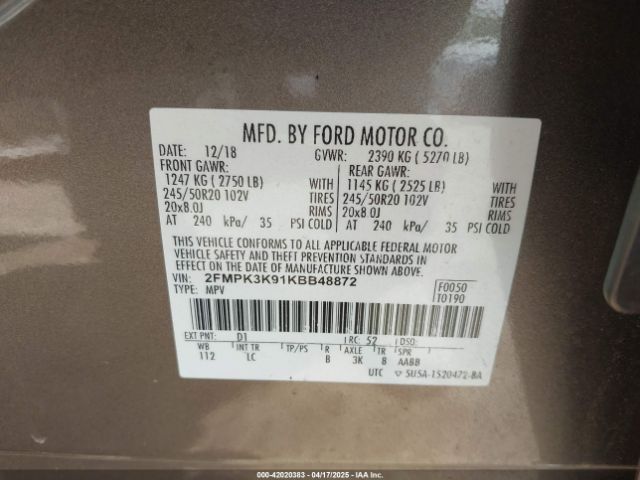 MFD. BY FORD MOTOR CO.
DATE: 12/18 GVWR: 2390 KG ( 5270 LB)
FRONT GAWR: REAR GAWR:
1247 KG ( 2750 LB) WITH 1145 KG ( 2525 LB) WITH
245/50R20 102V TIRES 245/50R20 102V TIRES
20x8.0J RIMS 20x8.0J RIMS
AT 240 kPa/ 35 PSI COLD AT 240 kPa/ 35 PSI COLD
THIS VEHICLE CONFORMS TO ALL APPLICABLE FEDERAL MOTOR
VEHICLE SAFETY AND THEFT PREVENTION STANDARDS IN
EFFECT ON THE DATE OF MANUFACTURE SHOWN ABOVE.
VIN: 2FMPK3K91KBB48872 F0050
TYPE: MPV T0190
EXT PNT: D1 RC: 52 DSO:
WB INT TR TP/PS R AXLE TR SPR
112 LC B 3K 8 AABB
UTC ▽ 5U5A-1520472-BA
000-42020383 - 04/17/2025 - IAAI.ca